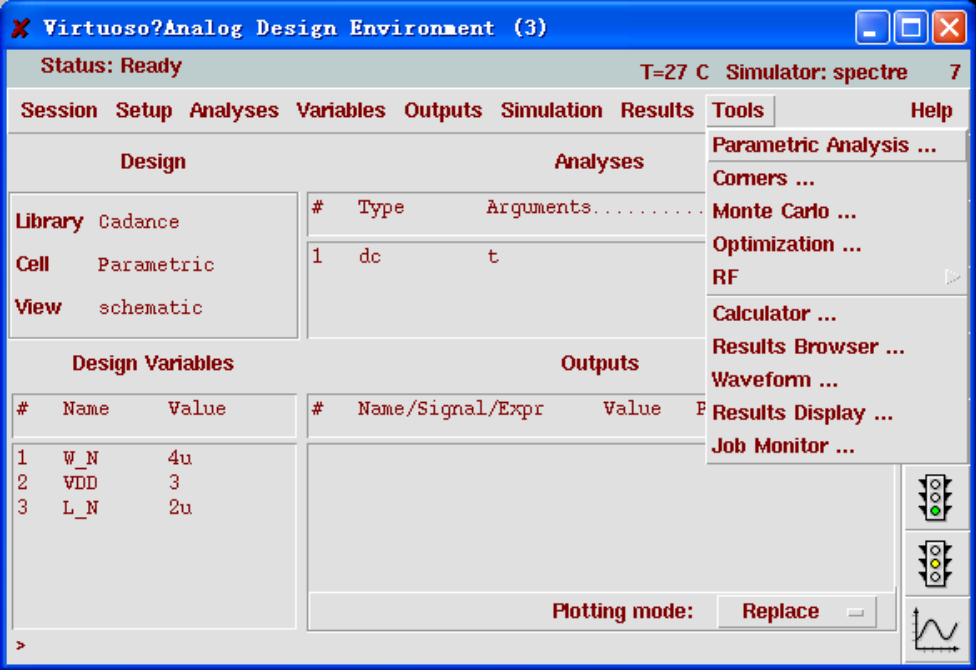 Virtuoso?Analog Design Environment (3)
Status: Ready T=27 C Simulator: spectre 7
Session Setup Analyses Variables Outputs Simulation Results Tools Help
Design Analyses
Library Cadance
Cell Parametric
View schematic
# Type Arguments..........
1 dc t
Parametric Analysis ...
Corners ...
Monte Carlo ...
Optimization ...
RF
Calculator ...
Results Browser ...
Waveform ...
Results Display ...
Job Monitor ...
Design Variables Outputs
# Name Value
1 W_N 4u
2 VDD 3
3 L_N 2u
# Name/Signal/Expr Value P
Plotting mode: Replace
>